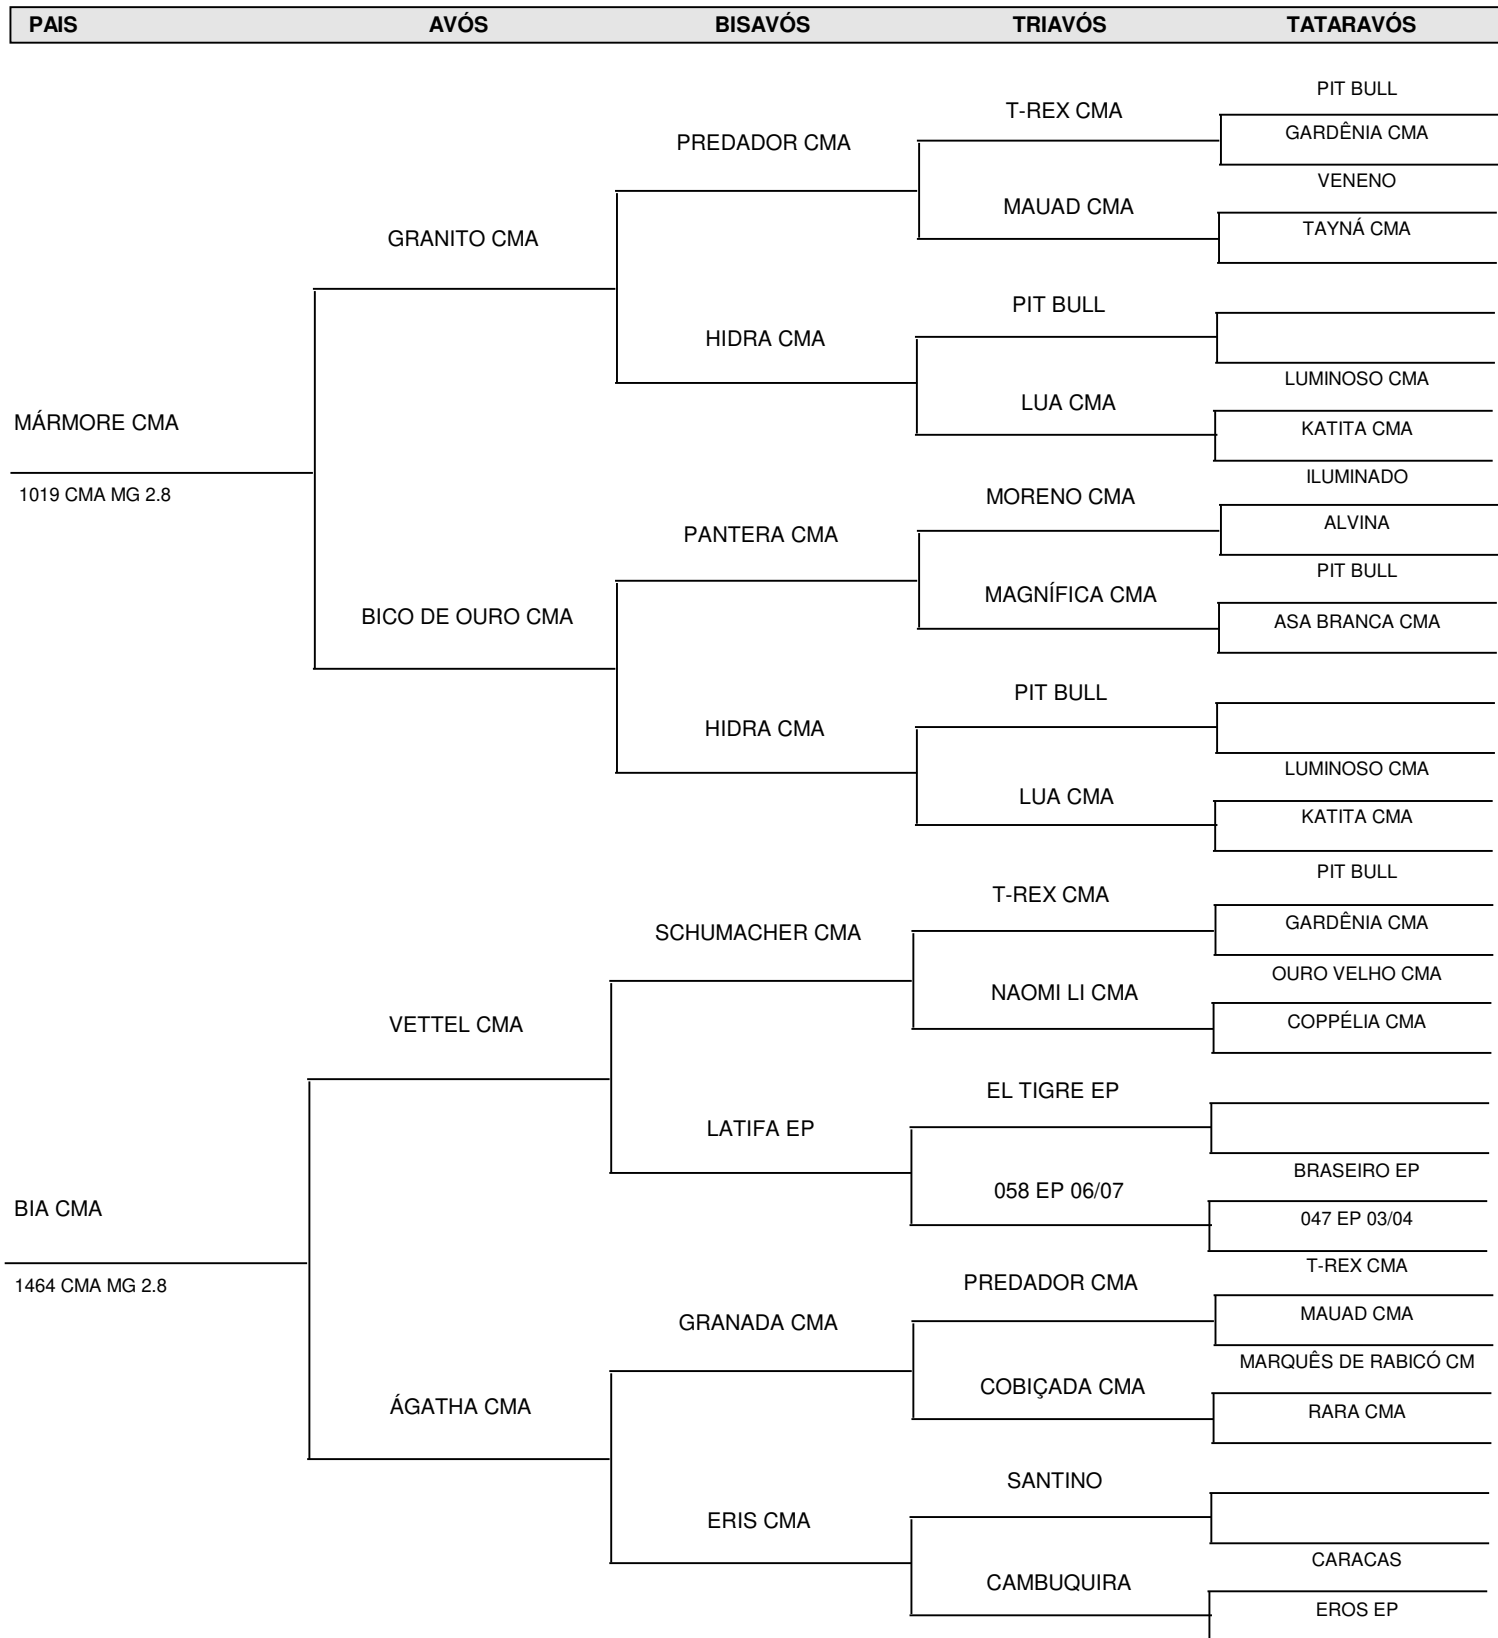 PAIS AVÓS BISAVÓS TRIAVÓS TATARAVÓS
PIT BULL
T-REX CMA
GARDÊNIA CMA
PREDADOR CMA
VENENO
MAUAD CMA
TAYNÁ CMA
GRANITO CMA
PIT BULL
HIDRA CMA
LUMINOSO CMA
LUA CMA
KATITA CMA
MÁRMORE CMA
1019 CMA MG 2.8
ILUMINADO
MORENO CMA
ALVINA
PANTERA CMA
PIT BULL
MAGNÍFICA CMA
ASA BRANCA CMA
BICO DE OURO CMA
PIT BULL
HIDRA CMA
LUMINOSO CMA
LUA CMA
KATITA CMA
PIT BULL
T-REX CMA
GARDÊNIA CMA
SCHUMACHER CMA
OURO VELHO CMA
NAOMI LI CMA
COPPÉLIA CMA
VETTEL CMA
EL TIGRE EP
LATIFA EP
BRASEIRO EP
058 EP 06/07
047 EP 03/04
BIA CMA
1464 CMA MG 2.8
T-REX CMA
PREDADOR CMA
MAUAD CMA
GRANADA CMA
MARQUÊS DE RABICÓ CM
COBIÇADA CMA
RARA CMA
ÁGATHA CMA
SANTINO
ERIS CMA
CARACAS
CAMBUQUIRA
EROS EP